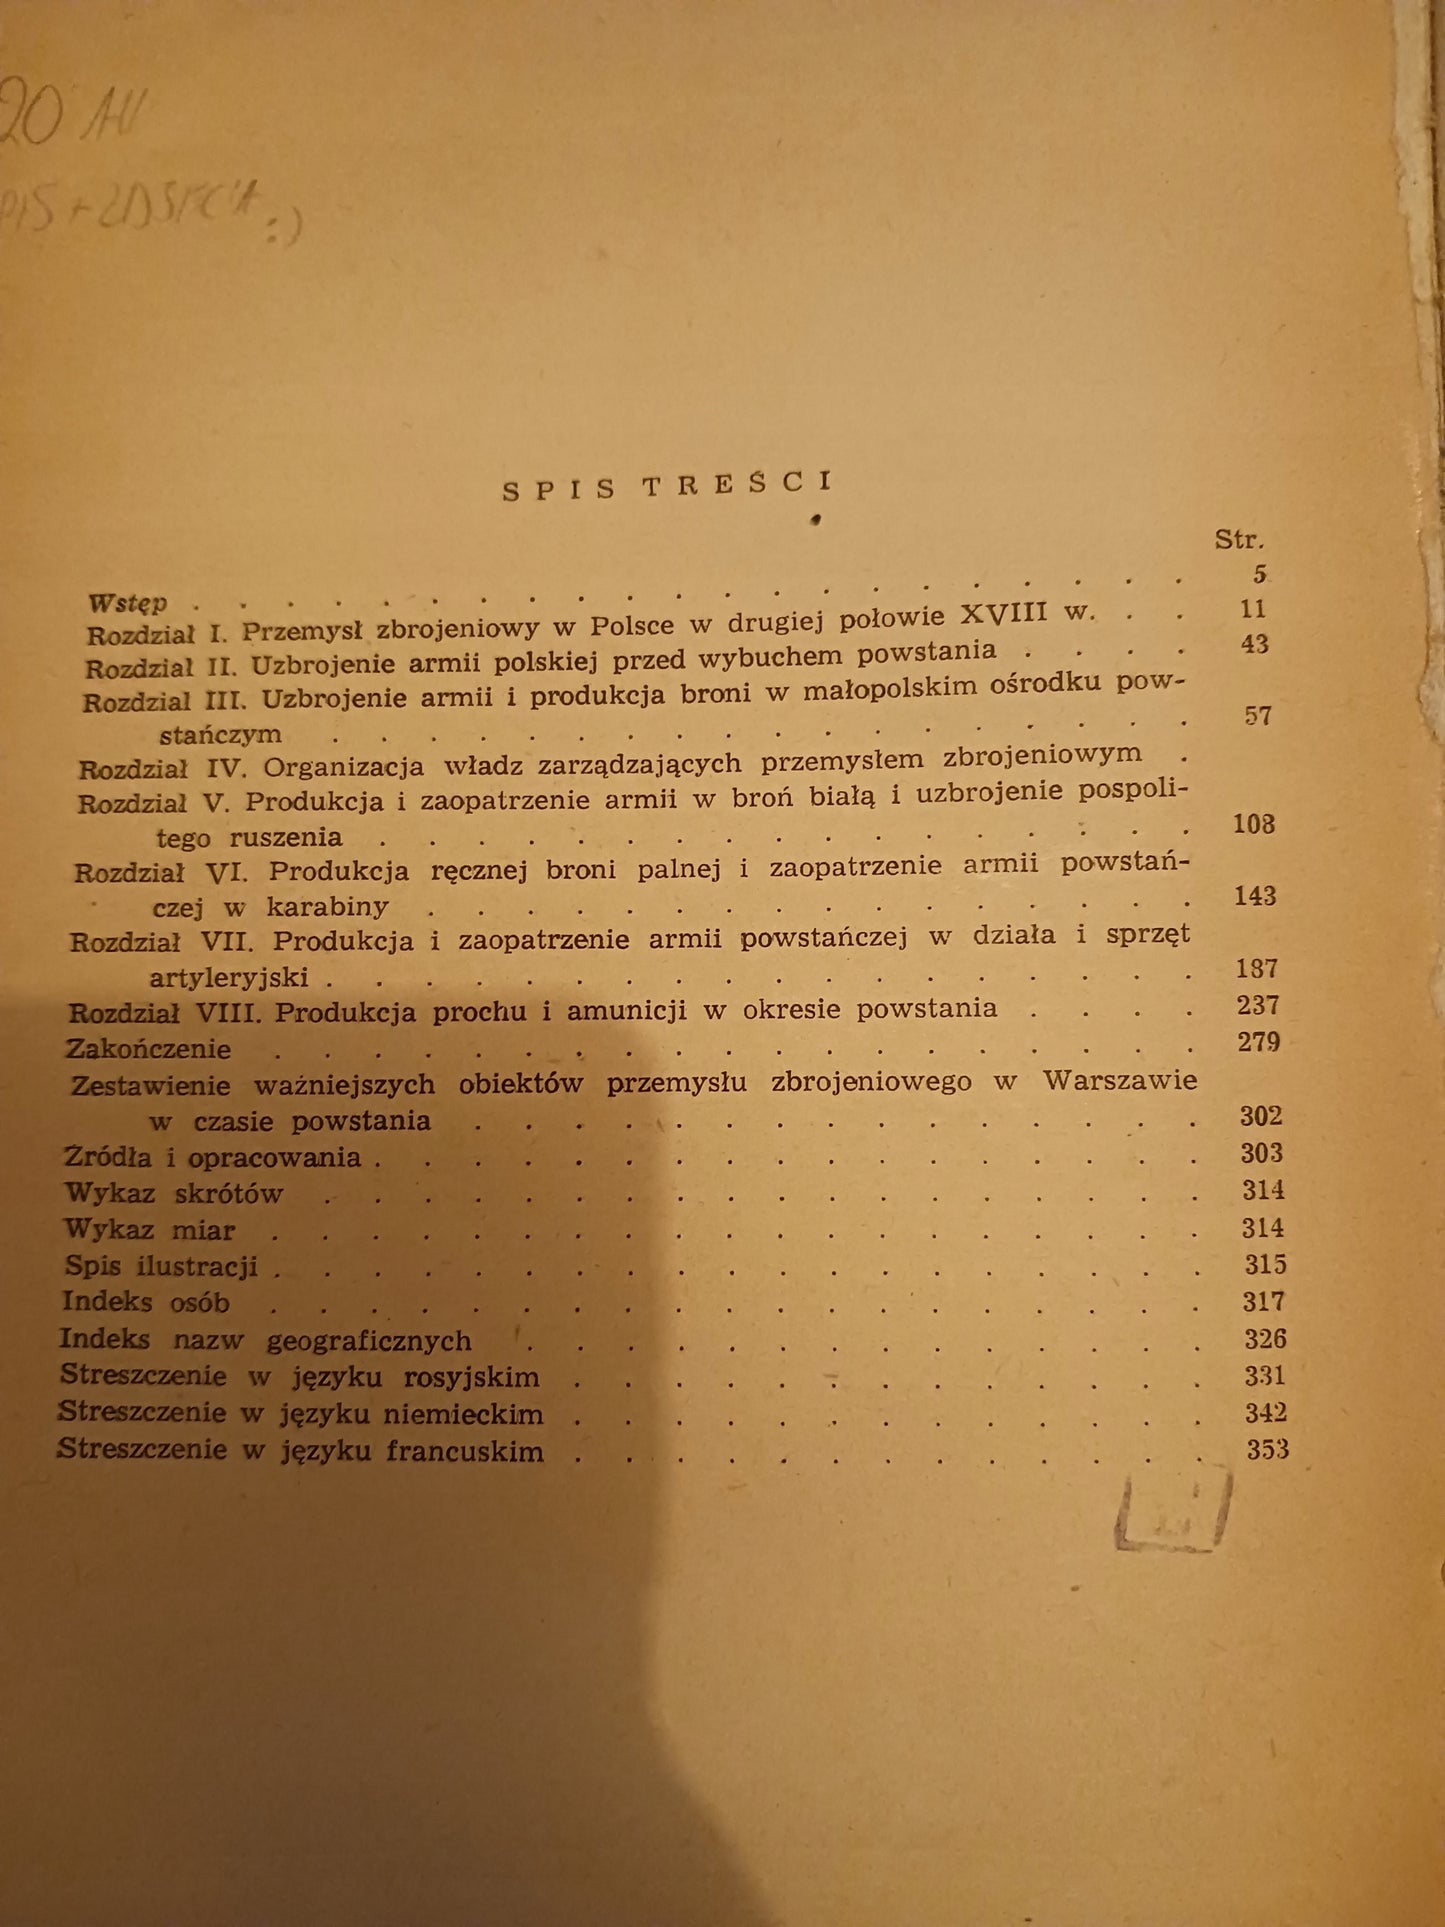 20
SPIS TREŚCI
Str.
Wstęp . . . . . . . . . . . . . . . . . . . . . 5
Rozdział I. Przemysł zbrojeniowy w Polsce w drugiej połowie XVIII w. . . 11
Rozdział II. Uzbrojenie armii polskiej przed wybuchem powstania . . . . 43
Rozdział III. Uzbrojenie armii i produkcja broni w małopolskim ośrodku pow-
stańczym . . . . . . . . . . . . . . . . . . 57
Rozdział IV. Organizacja władz zarządzających przemysłem zbrojeniowym .
Rozdział V. Produkcja i zaopatrzenie armii w broń białą i uzbrojenie pospoli-
tego ruszenia . . . . . . . . . . . . . . . . . 108
Rozdział VI. Produkcja ręcznej broni palnej i zaopatrzenie armii powstań-
czej w karabiny . . . . . . . . . . . . . . . . 143
Rozdział VII. Produkcja i zaopatrzenie armii powstańczej w działa i sprzęt
artyleryjski . . . . . . . . . . . . . . . . . . 187
Rozdział VIII. Produkcja prochu i amunicji w okresie powstania . . . . 237
Zakończenie . . . . . . . . . . . . . . . . . . . 279
Zestawienie ważniejszych obiektów przemysłu zbrojeniowego w Warszawie
w czasie powstania . . . . . . . . . . . . . . . 302
Źródła i opracowania . . . . . . . . . . . . . . . . . 303
Wykaz skrótów . . . . . . . . . . . . . . . . . . 314
Wykaz miar . . . . . . . . . . . . . . . . . . . 314
Spis ilustracji . . . . . . . . . . . . . . . . . . . 315
Indeks osób . . . . . . . . . . . . . . . . . . . 317
Indeks nazw geograficznych . . . . . . . . . . . . . . 326
Streszczenie w języku rosyjskim . . . . . . . . . . . . . 331
Streszczenie w języku niemieckim . . . . . . . . . . . . . 342
Streszczenie w języku francuskim . . . . . . . . . . . . . 353